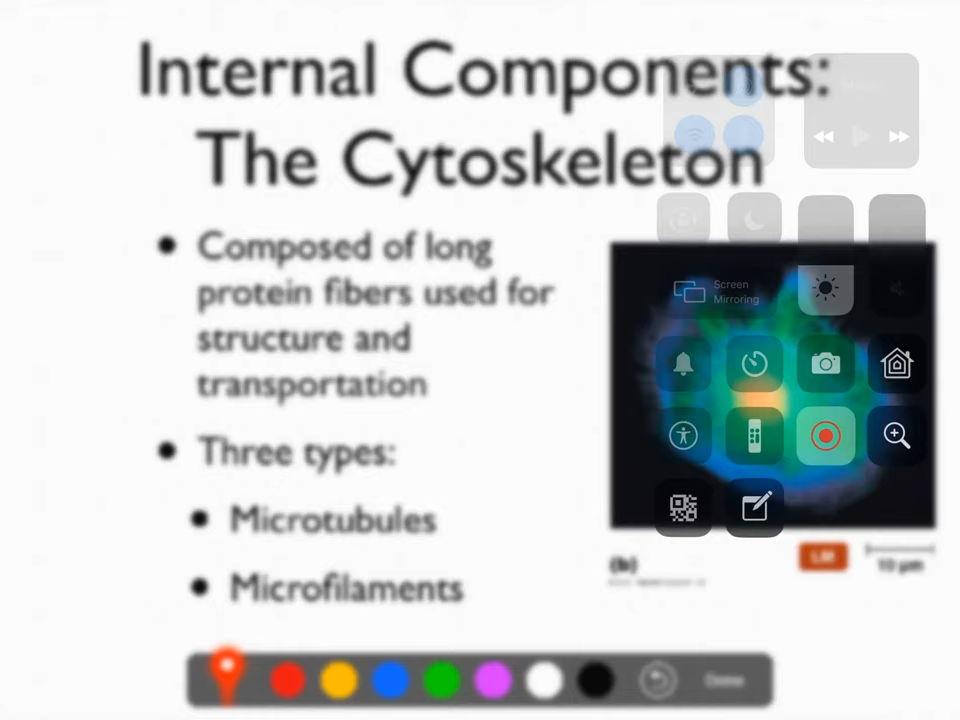 Internal Components:
The Cytoskeleton
• Composed of long
protein fibers used for
structure and
transportation
• Three types:
• Microtubules
• Microfilaments
Screen
Mirroring
(b)
LM
10 µm
Done